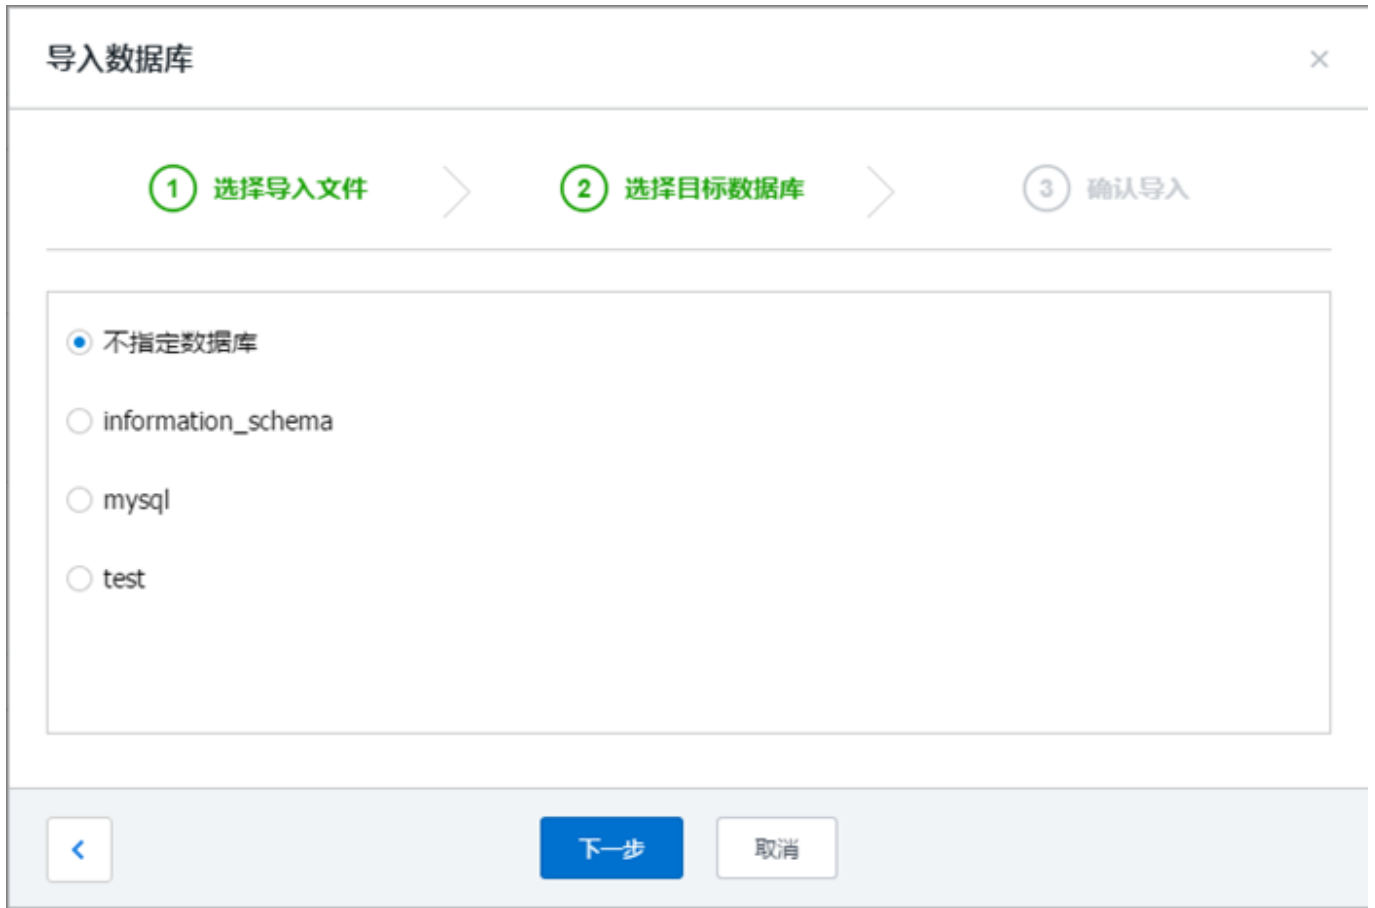 导入数据库
1 选择导入文件
2 选择目标数据库
3 确认导入
不指定数据库
information_schema
mysql
test
下一步
取消